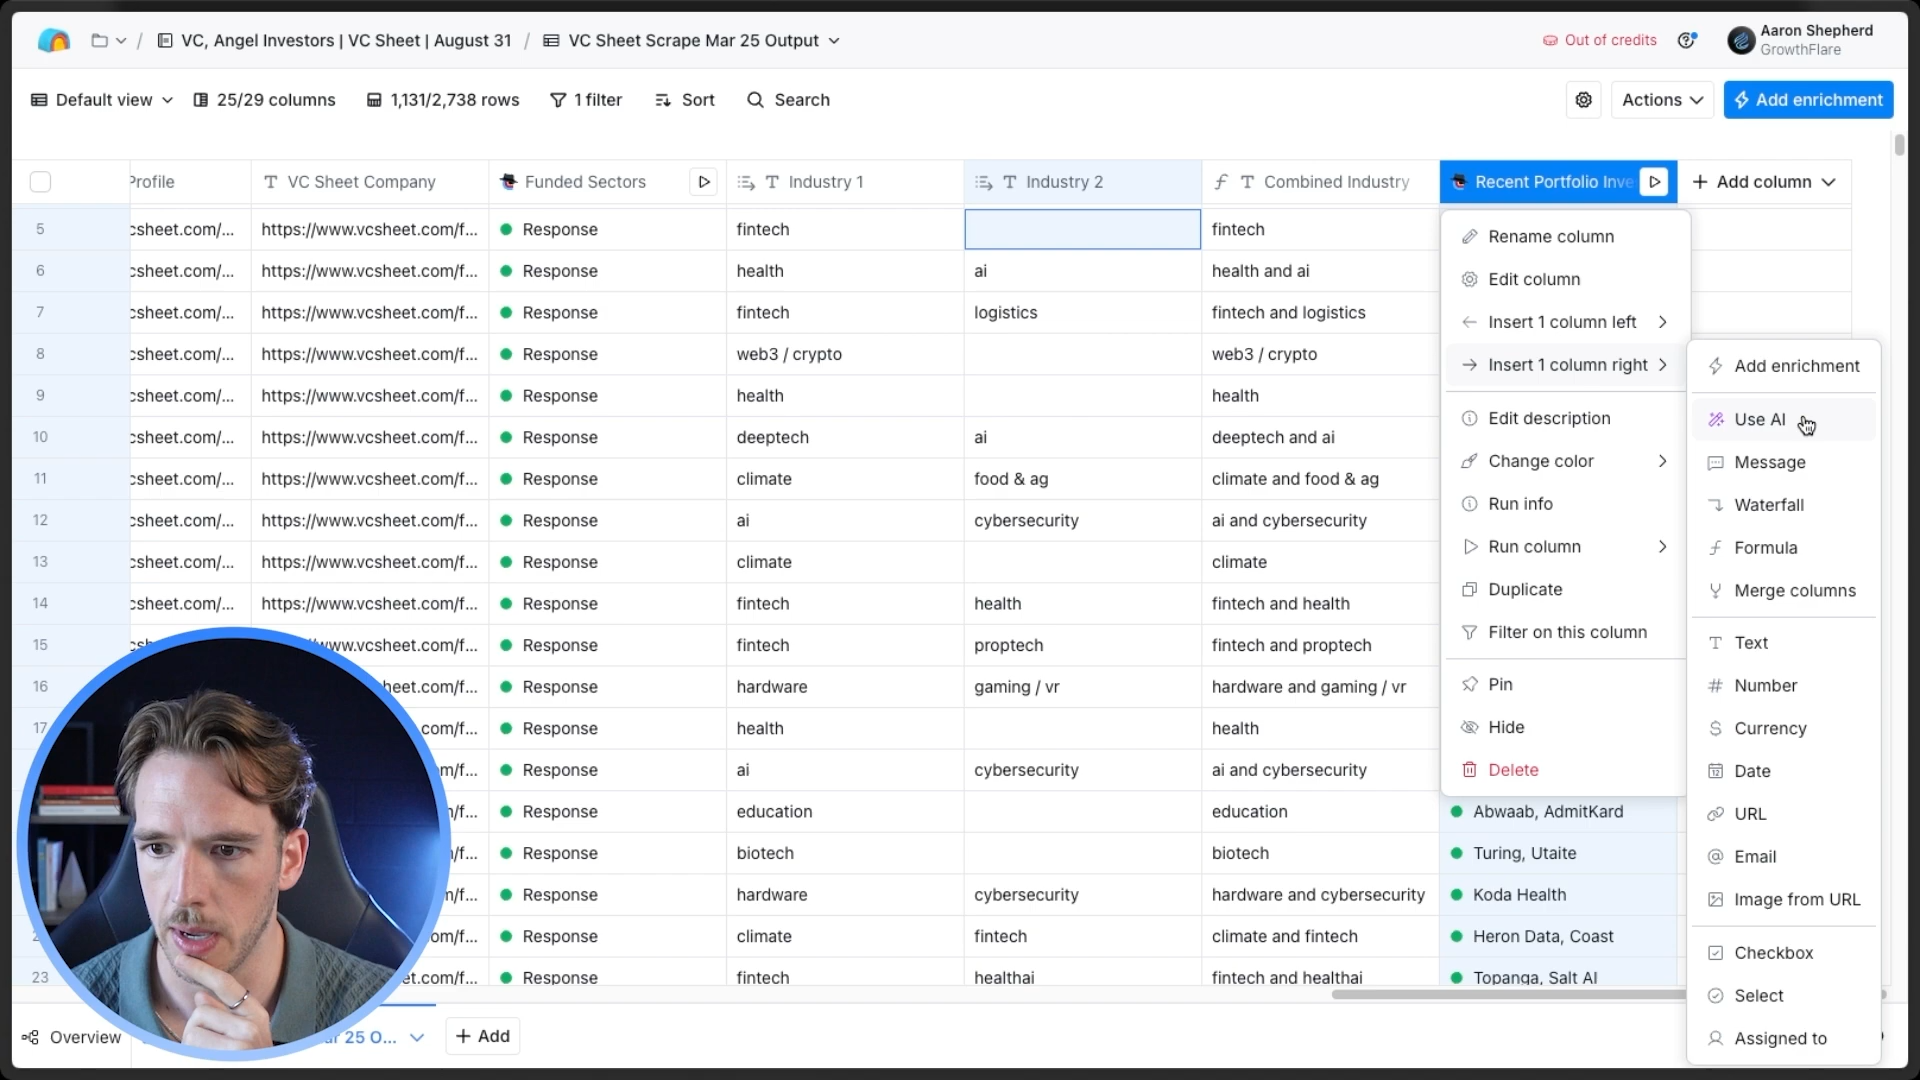 / VC, Angel Investors | VC Sheet | August 31 / VC Sheet Scrape Mar 25 Output
Out of credits
Aaron Shepherd
GrowthFlare
Default view 25/29 columns 1,131/2,738 rows 1 filter Sort Search
Actions Add enrichment
Profile VC Sheet Company Funded Sectors Industry 1 Industry 2 Combined Industry Recent Portfolio Inve + Add column
5 csheet.com/... https://www.vcsheet.com/f... Response fintech fintech
6 csheet.com/... https://www.vcsheet.com/f... Response health ai health and ai
7 csheet.com/... https://www.vcsheet.com/f... Response fintech logistics fintech and logistics
8 csheet.com/... https://www.vcsheet.com/f... Response web3 / crypto web3 / crypto
9 csheet.com/... https://www.vcsheet.com/f... Response health health
10 csheet.com/... https://www.vcsheet.com/f... Response deeptech ai deeptech and ai
11 csheet.com/... https://www.vcsheet.com/f... Response climate food & ag climate and food & ag
12 csheet.com/... https://www.vcsheet.com/f... Response ai cybersecurity ai and cybersecurity
13 csheet.com/... https://www.vcsheet.com/f... Response climate climate
14 csheet.com/... https://www.vcsheet.com/f... Response fintech health fintech and health
15 csh www.vcsheet.com/f... Response fintech proptech fintech and proptech
16 heet.com/f... Response hardware gaming / vr hardware and gaming / vr
17 com/f... Response health health
m/f... Response ai cybersecurity ai and cybersecurity
/f... Response education education Abwaab, AdmitKard
/f... Response biotech biotech Turing, Utaite
/f... Response hardware cybersecurity hardware and cybersecurity Koda Health
om/f... Response climate fintech climate and fintech Heron Data, Coast
23 et.com/f... Response fintech healthai fintech and healthai Topanga, Salt AI
Rename column
Edit column
Insert 1 column left
Insert 1 column right
Edit description
Change color
Run info
Run column
Duplicate
Filter on this column
Pin
Hide
Delete
Add enrichment
Use AI
Message
Waterfall
Formula
Merge columns
Text
Number
Currency
Date
URL
Email
Image from URL
Checkbox
Select
Assigned to
Overview ar 25 O... + Add